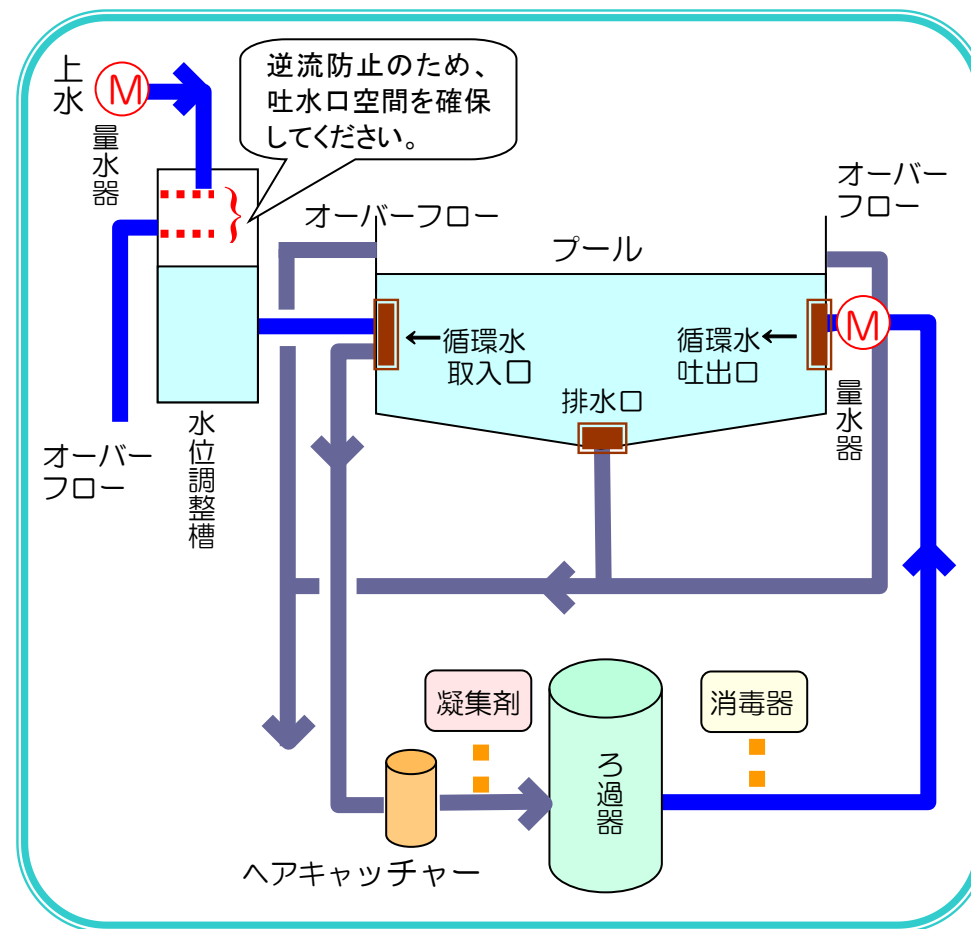 上水
M
量水器
逆流防止のため、
吐水口空間を確保
してください。
オーバーフロー
プール
オーバー
フロー
←循環水
取入口
循環水←
吐出口
M
量水器
排水口
オーバー
フロー
水位調整槽
凝集剤
消毒器
ろ過器
ヘアキャッチャー